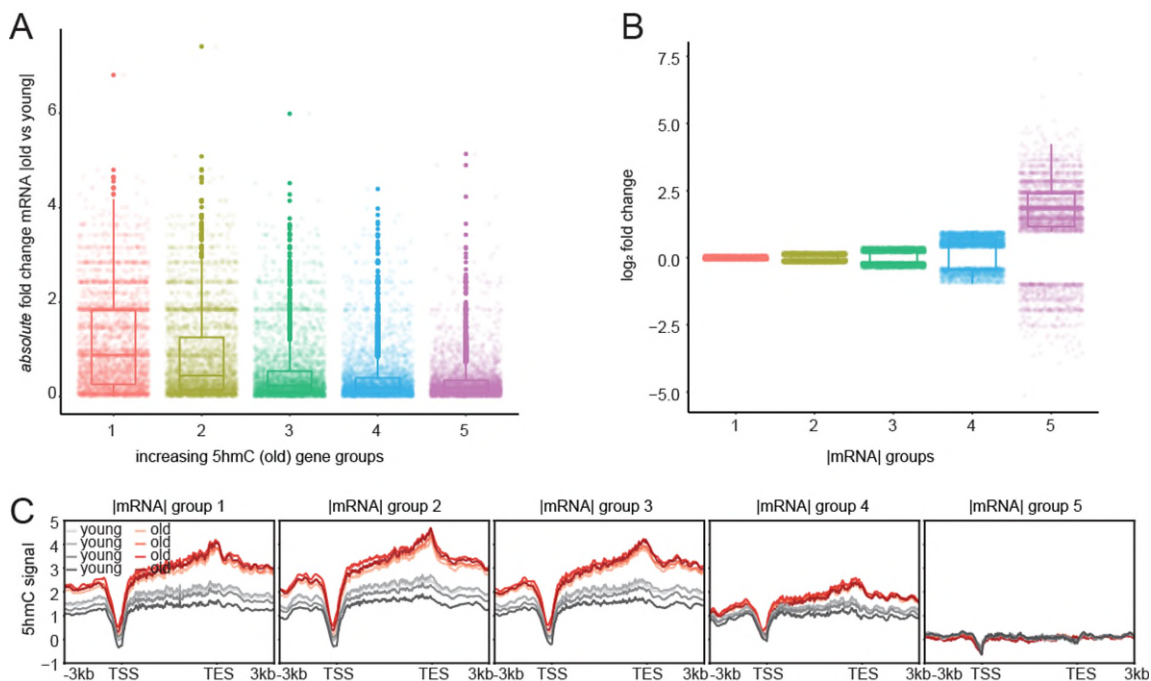 A
absolute fold change mRNA |old vs young|
6
4
2
0
1 2 3 4 5
increasing 5hmC (old) gene groups
B
log₂ fold change
7.5
5.0
2.5
0.0
−2.5
−5.0
1 2 3 4 5
|mRNA| groups
C
|mRNA| group 1 |mRNA| group 2 |mRNA| group 3 |mRNA| group 4 |mRNA| group 5
5hmC signal
5
4
3
2
1
0
−1
young old
young old
young old
young old
-3kb TSS TES 3kb-3kb TSS TES 3kb-3kb TSS TES 3kb-3kb TSS TES 3kb-3kb TSS TES 3kb